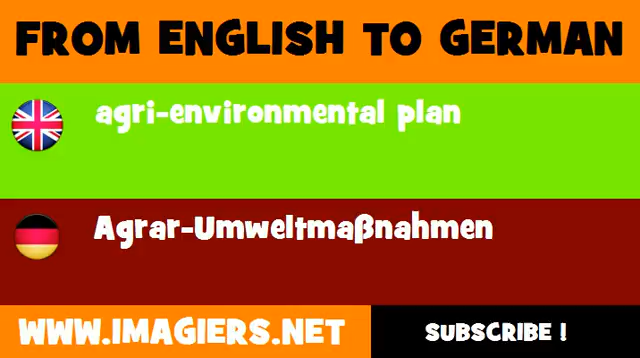 FROM ENGLISH TO GERMAN
agri-environmental plan
Agrar-Umweltmaßnahmen
WWW.IMAGIERS.NET
SUBSCRIBE !